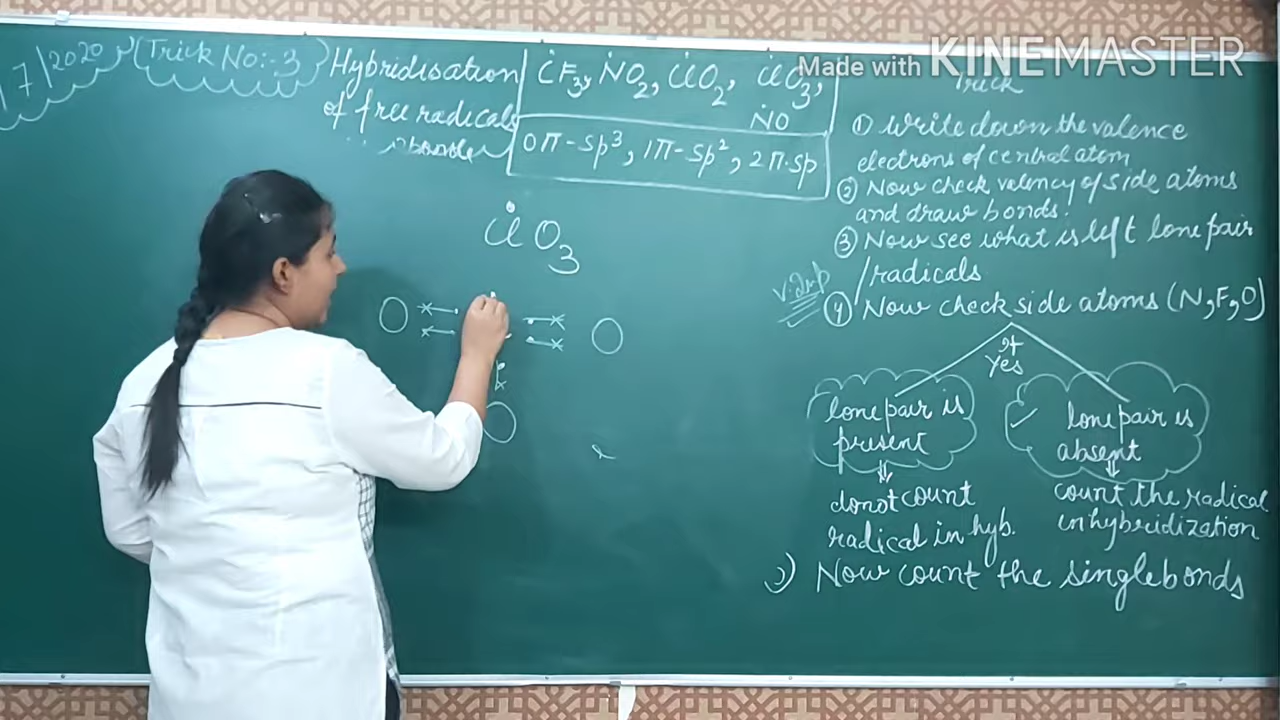 7/2020
(Trick No:-3)
Hybridisation
of free radicals
ĊF3, ṄO2, ĊlO2, ĊlO3,
ṄO
0π-sp3, 1π-sp2, 2π-sp
Made with KINEMASTER
Trick
① Write down the valence
electrons of central atom
② Now check valency of side atoms
and draw bonds.
③ Now see what is left lone pair
/radicals
v.Imp
④ Now check side atoms (N,F,O)
If
Yes
lone pair is
present
⇓
donot count
radical in hyb.
✓ lone pair is
absent
⇓
count the radical
in hybridization
Now count the single bonds
ĊlO3
O
O
O